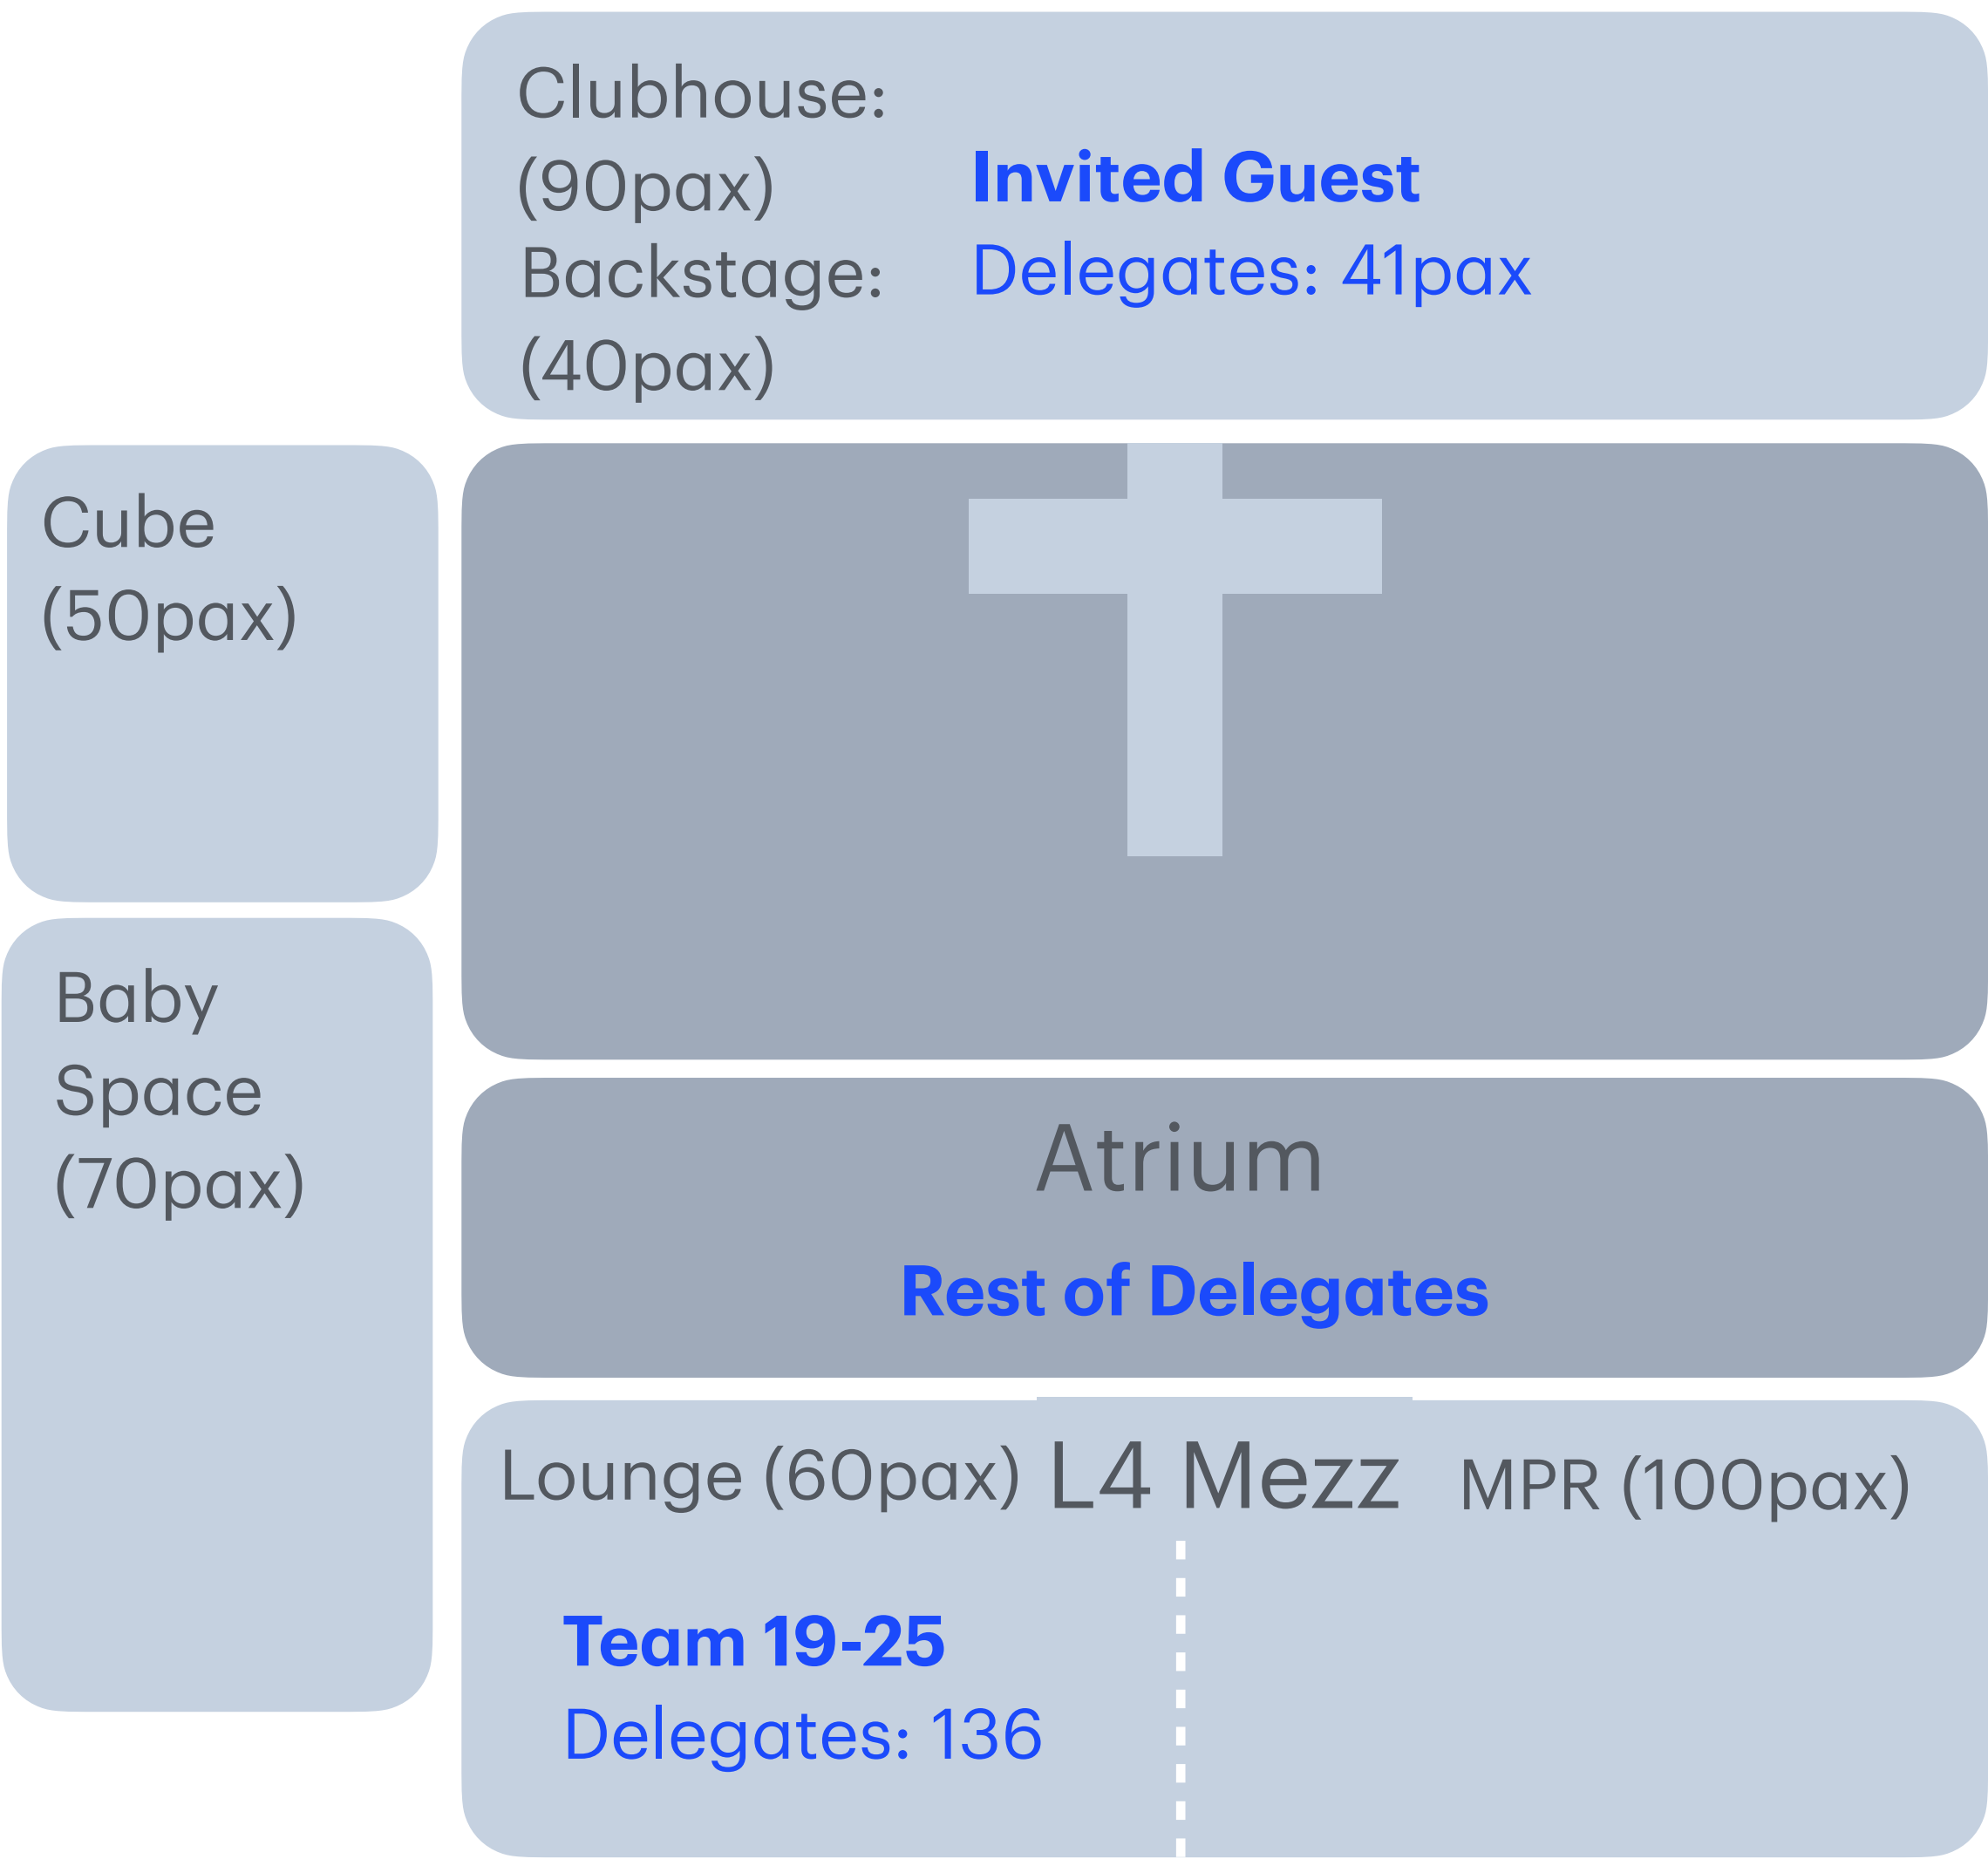 Clubhouse:
(90pax)
Backstage:
(40pax)
Invited Guest
Delegates: 41pax
Cube
(50pax)
Baby
Space
(70pax)
Atrium
Rest of Delegates
Lounge (60pax)
L4 Mezz
MPR (100pax)
Team 19-25
Delegates: 136